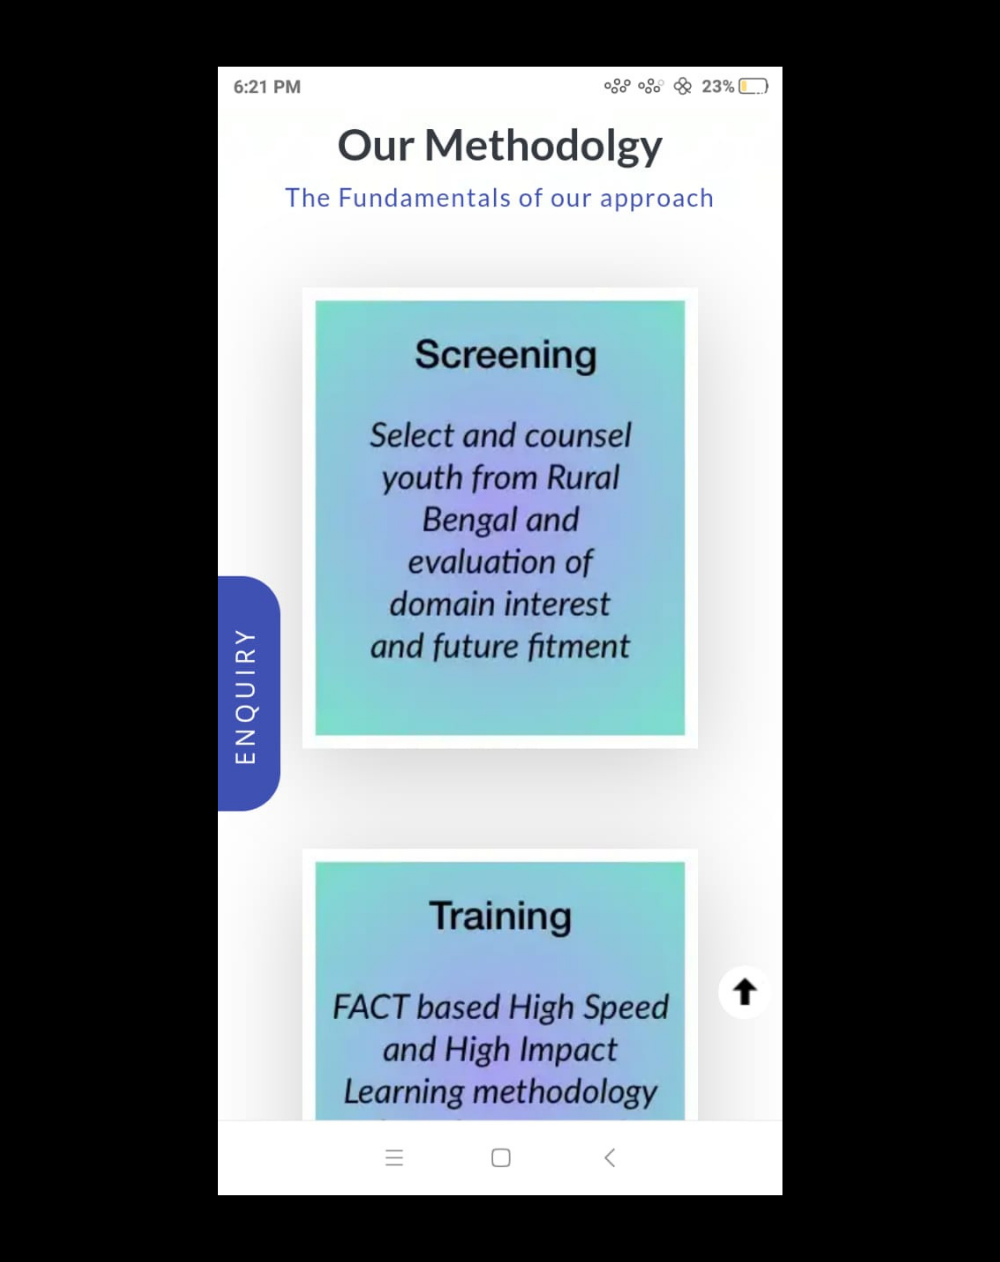 6:21 PM
23%
Our Methodolgy
The Fundamentals of our approach
Screening
Select and counsel
youth from Rural
Bengal and
evaluation of
domain interest
and future fitment
ENQUIRY
Training
FACT based High Speed
and High Impact
Learning methodology